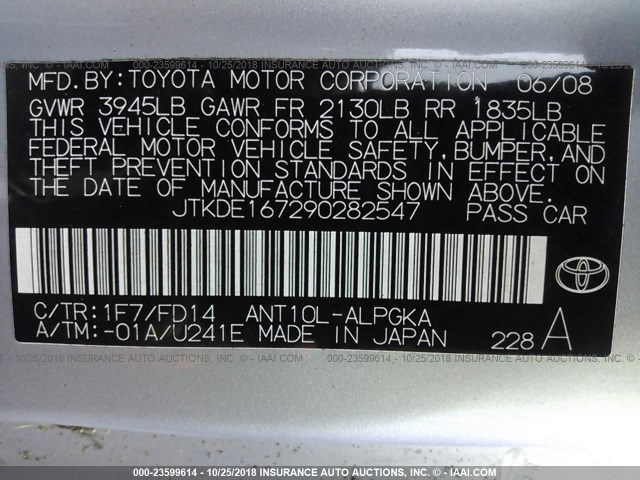 MFD. BY: TOYOTA MOTOR CORPORATION 06/08
GVWR 3945LB GAWR FR 2130LB RR 1835LB
THIS VEHICLE CONFORMS TO ALL APPLICABLE
FEDERAL MOTOR VEHICLE SAFETY, BUMPER, AND
THEFT PREVENTION STANDARDS IN EFFECT ON
THE DATE OF MANUFACTURE SHOWN ABOVE.
JTKDE167290282547 PASS CAR
C/TR: 1F7/FD14 ANT10L-ALPGKA
A/TM: -01A/U241E MADE IN JAPAN 228 A
000-23599614 - 10/25/2018 INSURANCE AUTO AUCTIONS - © IAAI.COM